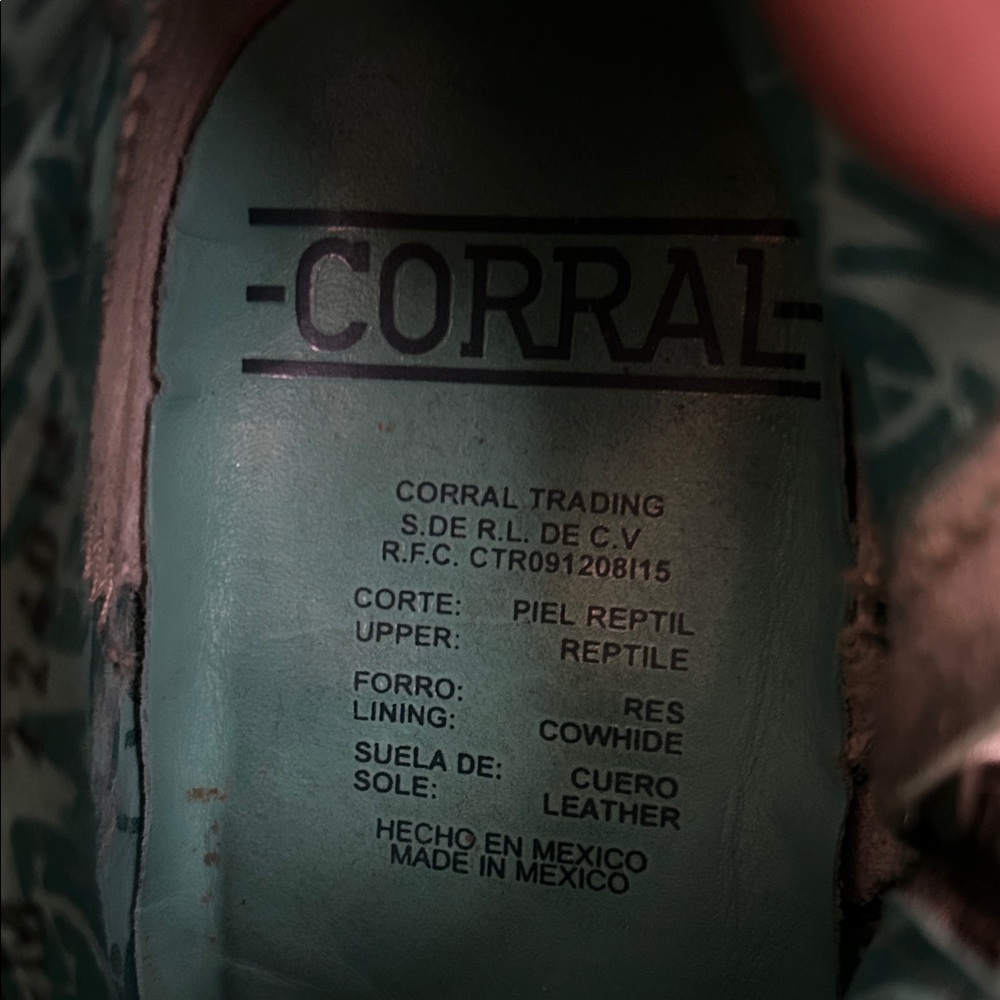 -CORRAL-
CORRAL TRADING
S.DE R.L. DE C.V
R.F.C. CTR091208I15
CORTE: PIEL REPTIL
UPPER: REPTILE
FORRO: RES
LINING: COWHIDE
SUELA DE: CUERO
SOLE: LEATHER
HECHO EN MEXICO
MADE IN MEXICO